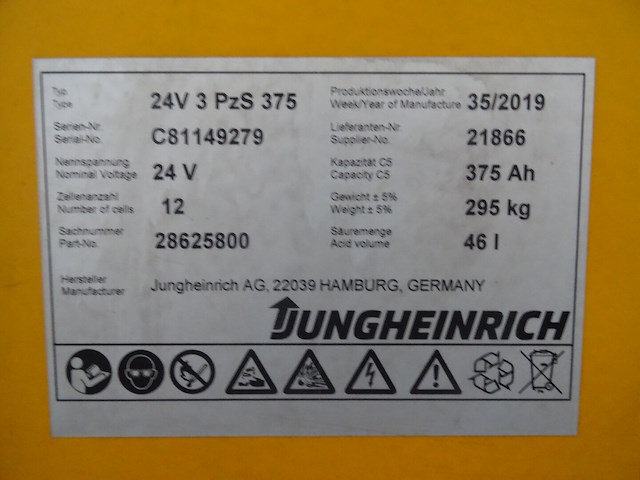 Typ
Type 24V 3 PzS 375
Produktionswoche/Jahr
Week/Year of Manufacture 35/2019
Serien-Nr.
Serial-No. C81149279
Lieferanten-Nr.
Supplier-No. 21866
Nennspannung
Nominal Voltage 24 V
Kapazität C5
Capacity C5 375 Ah
Zellenanzahl
Number of cells 12
Gewicht ± 5%
Weight ± 5% 295 kg
Sachnummer
Part-No. 28625800
Säuremenge
Acid volume 46 l
Hersteller
Manufacturer Jungheinrich AG, 22039 HAMBURG, GERMANY
JUNGHEINRICH